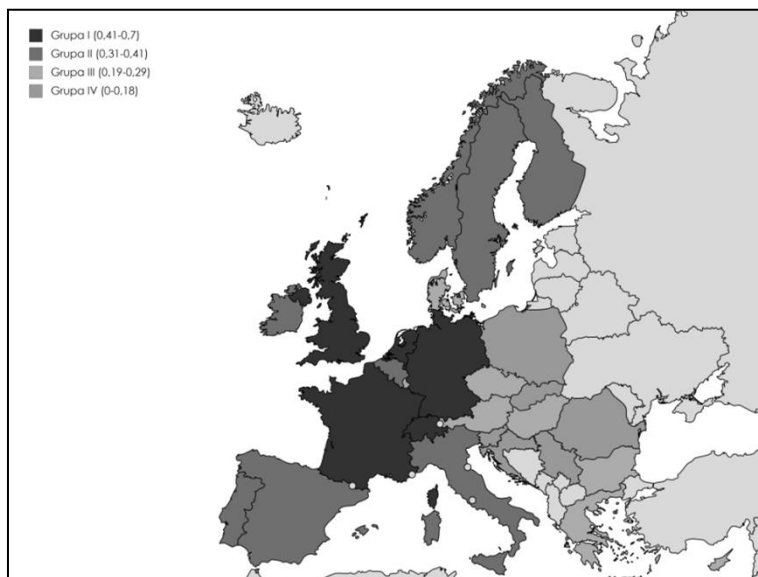 Grupa I (0,41-0,7)
Grupa II (0,31-0,41)
Grupa III (0,19-0,29)
Grupa IV (0-0,18)